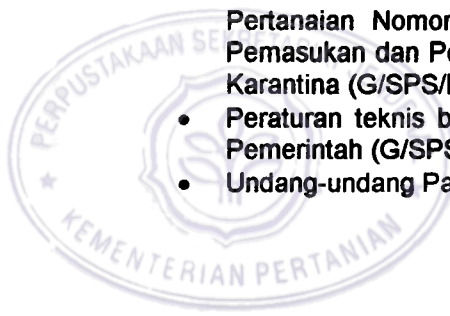 Pertanaian Nomor
Pemasukan dan Pe
Karantina (G/SPS/
• Peraturan teknis b
Pemerintah (G/SPS
• Undang-undang Pa
PERPUSTAKAAN SE
KEMENTERIAN PERTANIAN